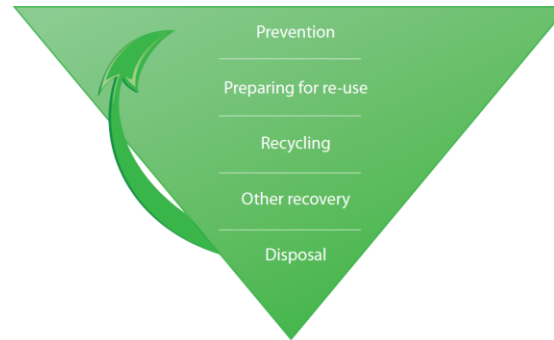 Prevention
Preparing for re-use
Recycling
Other recovery
Disposal